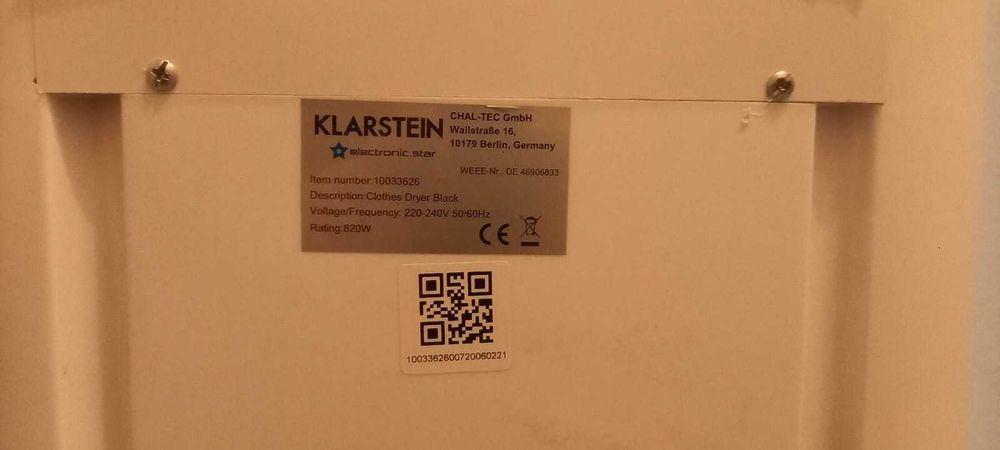 KLARSTEIN
electronic star
CHAL-TEC GmbH
Wallstraße 16,
10179 Berlin, Germany
WEEE-Nr.: DE 46906833
Item number:10033626
Description:Clothes Dryer Black
Voltage/Frequency: 220-240V 50/60Hz
Rating:820W
CE
1003362600720060221